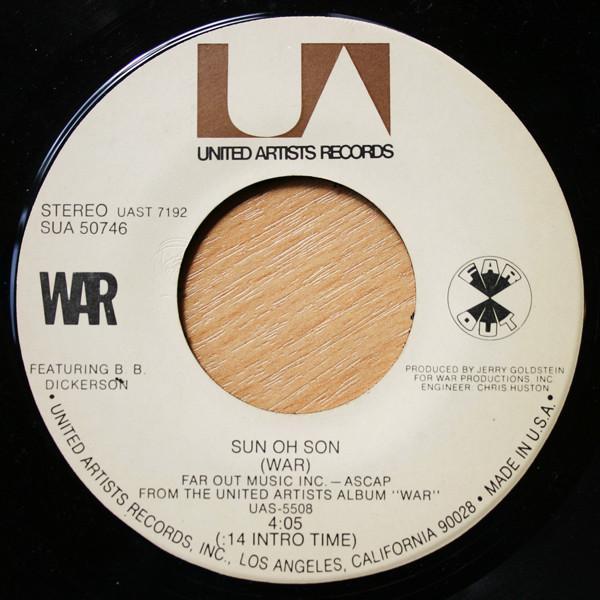 UA
UNITED ARTISTS RECORDS
STEREO UAST 7192
SUA 50746
WAR
FAR
OUT
FEATURING B. B.
DICKERSON
PRODUCED BY JERRY GOLDSTEIN
FOR WAR PRODUCTIONS, INC.
ENGINEER: CHRIS HUSTON
SUN OH SON
(WAR)
FAR OUT MUSIC INC. — ASCAP
FROM THE UNITED ARTISTS ALBUM "WAR"
UAS-5508
4:05
(:14 INTRO TIME)
• UNITED ARTISTS RECORDS, INC., LOS ANGELES, CALIFORNIA 90028 • MADE IN U.S.A. •